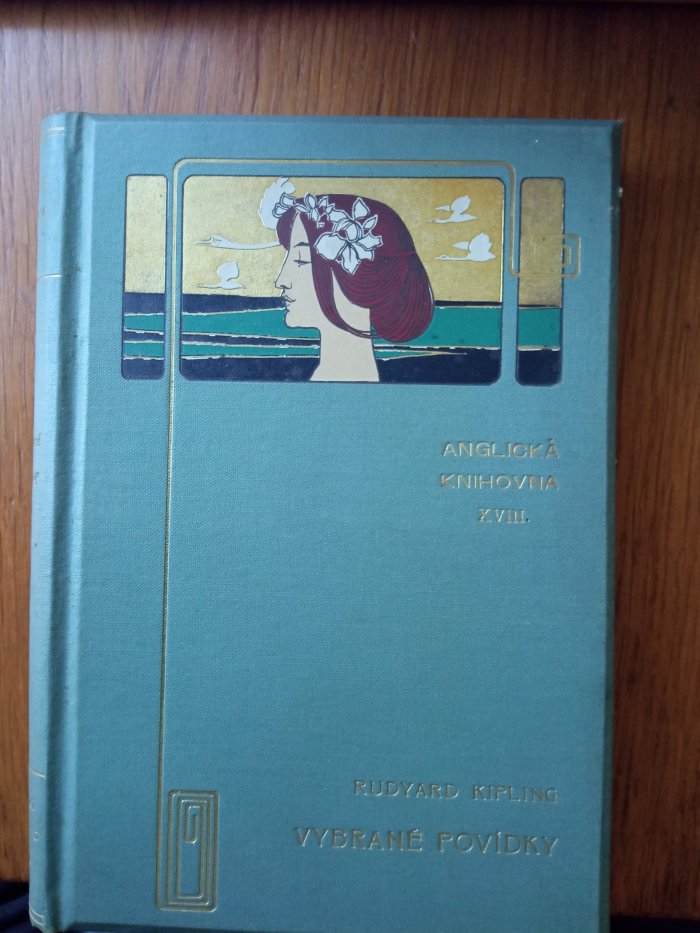 ANGLICKÁ
KNIHOVNA
XVIII.
RUDYARD KIPLING
VYBRANÉ POVÍDKY